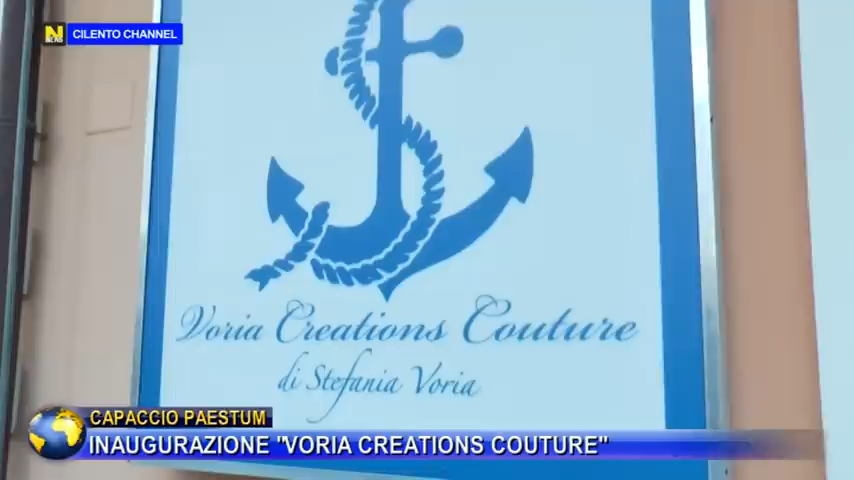 N
CILENTO CHANNEL
Voria Creations Couture
di Stefania Voria
CAPACCIO PAESTUM
INAUGURAZIONE "VORIA CREATIONS COUTURE"